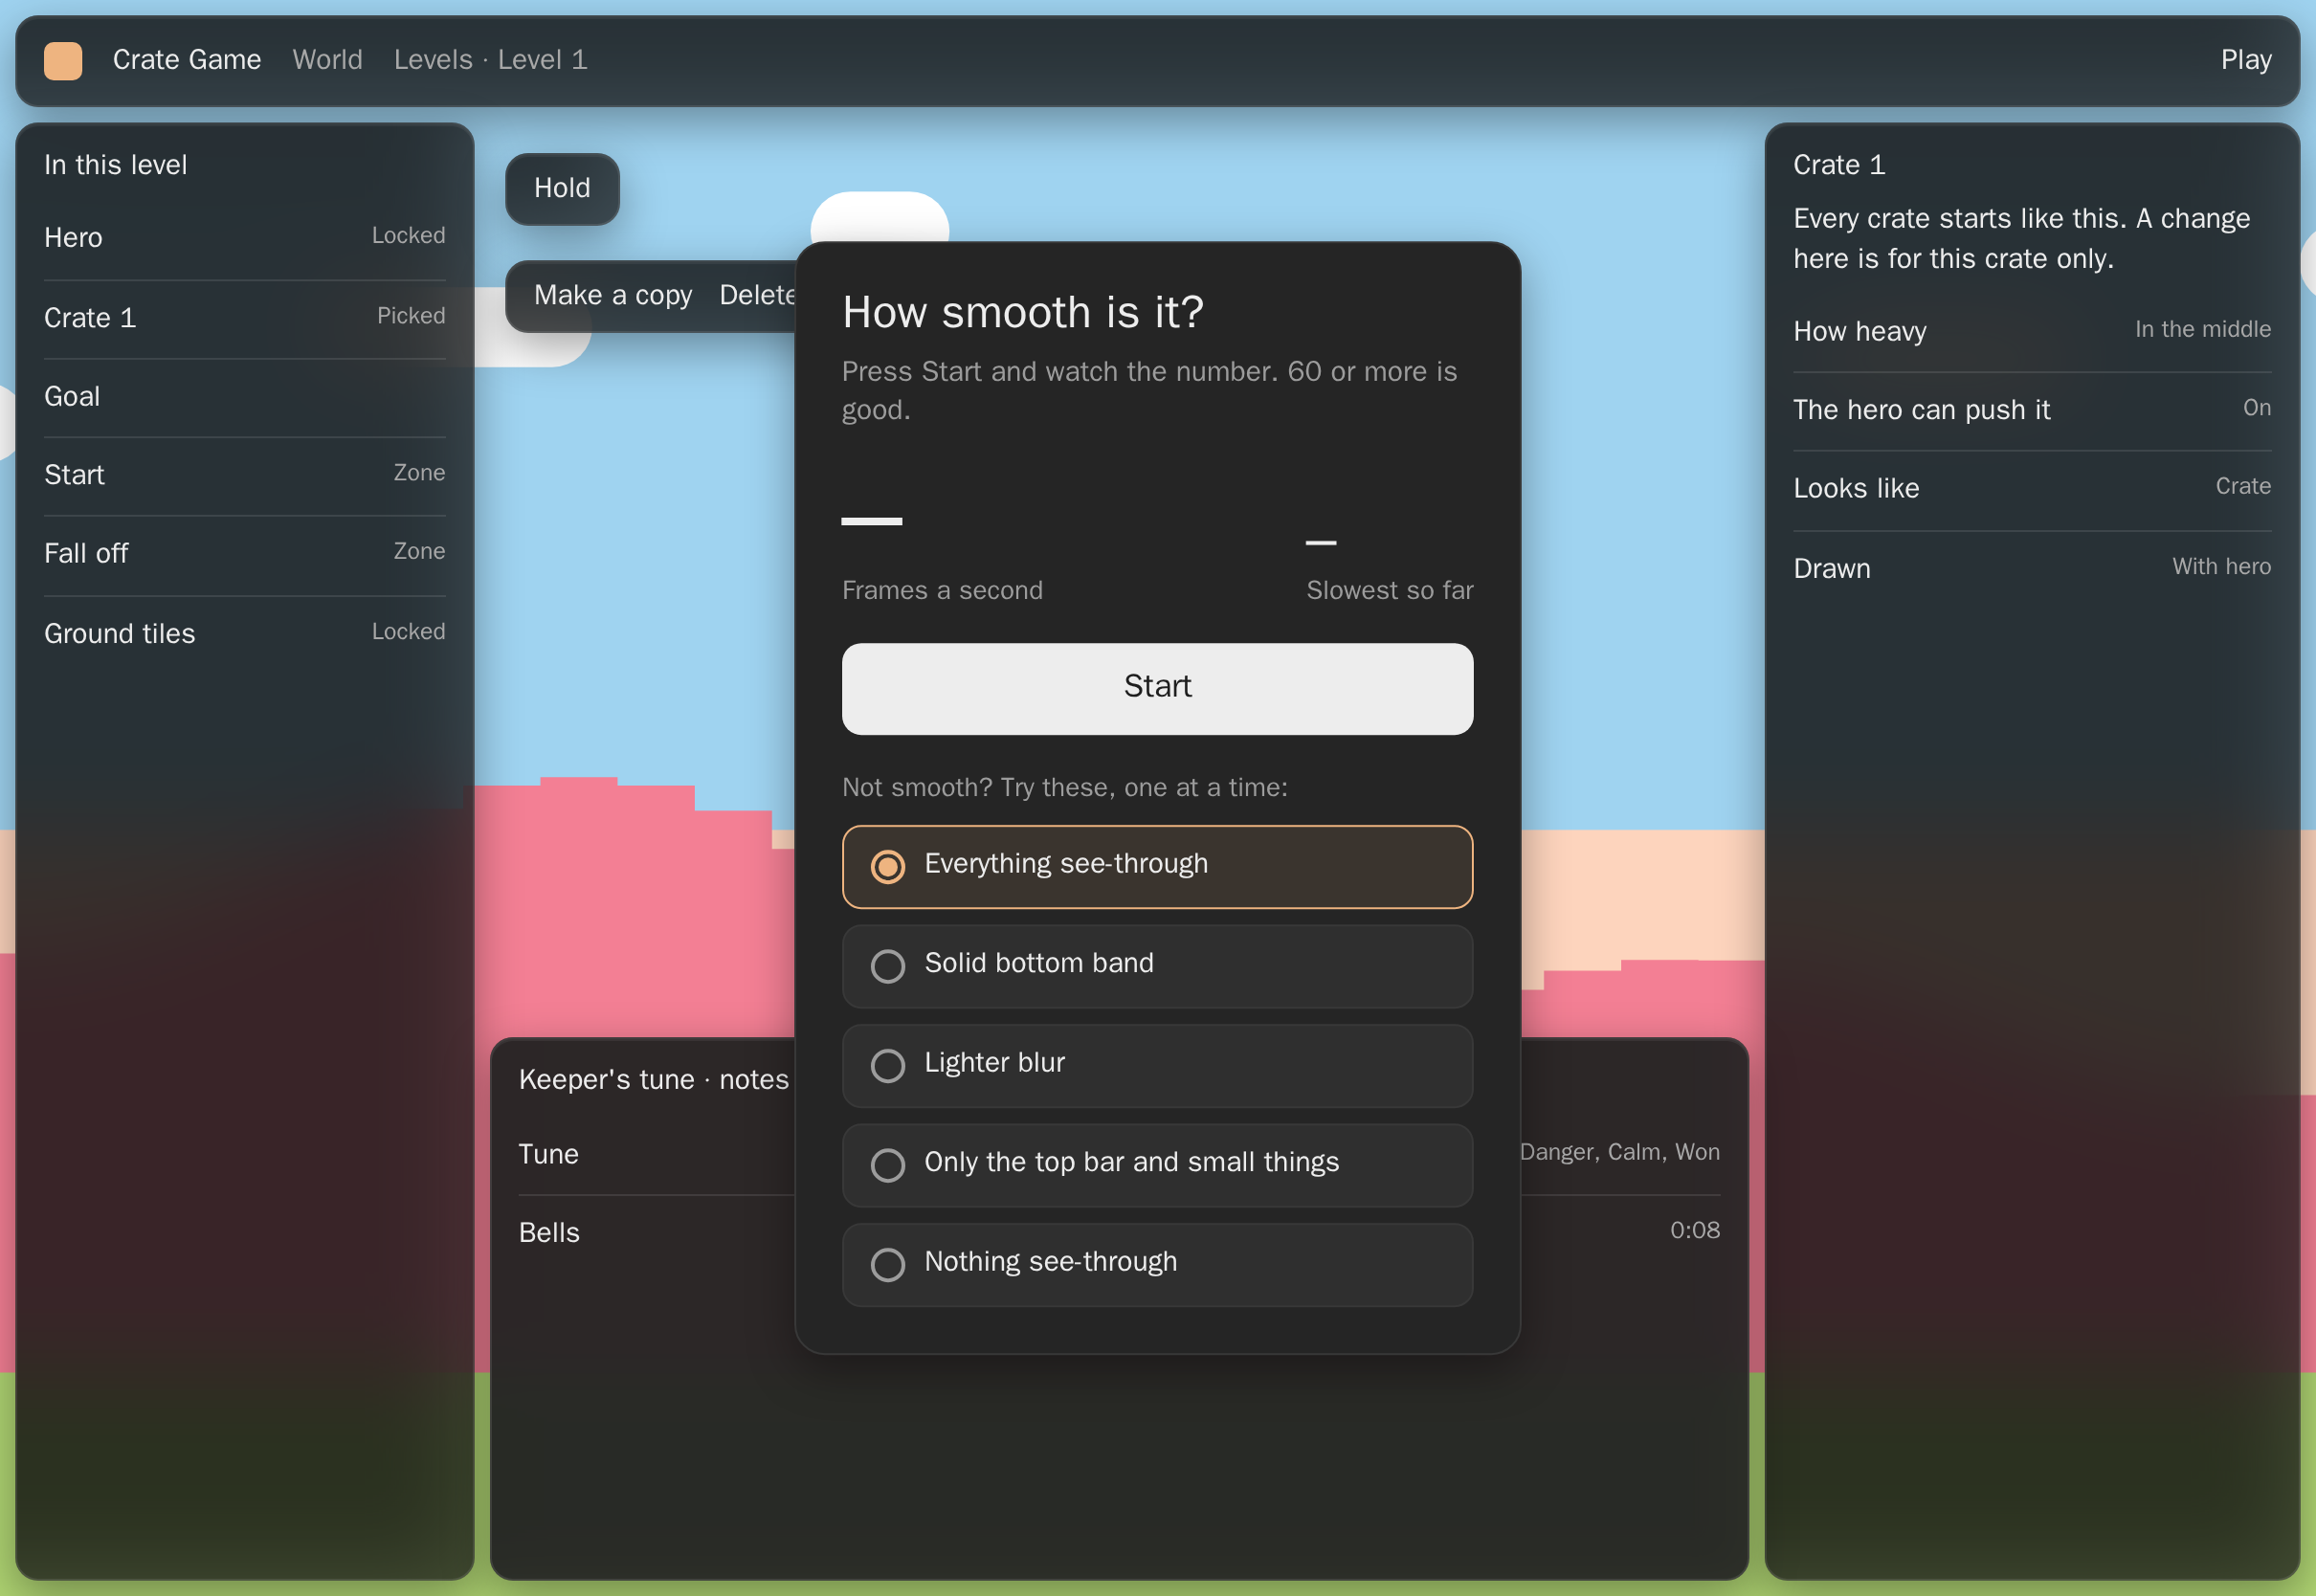 Crate Game World Levels · Level 1 Play
In this level
Hero Locked
Crate 1 Picked
Goal
Start Zone
Fall off Zone
Ground tiles Locked
Hold
Make a copy Delete
How smooth is it?
Press Start and watch the number. 60 or more is
good.
— –
Frames a second Slowest so far
Start
Not smooth? Try these, one at a time:
Everything see-through
Solid bottom band
Lighter blur
Only the top bar and small things
Nothing see-through
Keeper's tune · notes
Tune Danger, Calm, Won
Bells 0:08
Crate 1
Every crate starts like this. A change
here is for this crate only.
How heavy In the middle
The hero can push it On
Looks like Crate
Drawn With hero